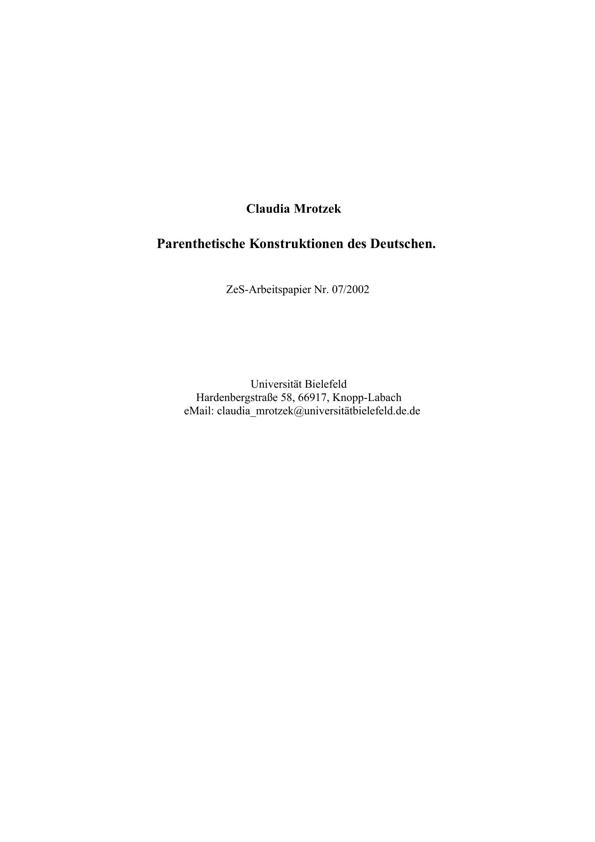 Claudia Mrotzek
Parenthetische Konstruktionen des Deutschen.
ZeS-Arbeitspapier Nr. 07/2002
Universität Bielefeld
Hardenbergstraße 58, 66917, Knopp-Labach
eMail: claudia_mrotzek@universitätbielefeld.de.de